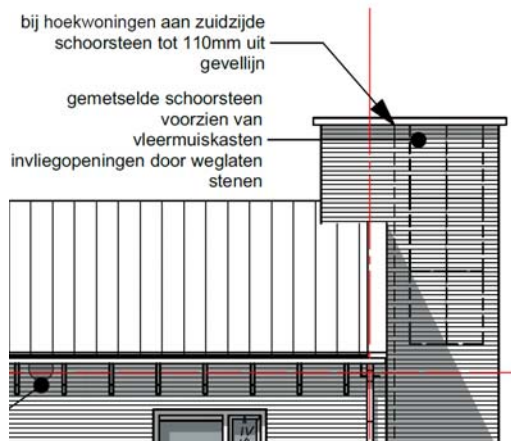 bij hoekwoningen aan zuidzijde
schoorsteen tot 110mm uit
gevellijn
gemetselde schoorsteen
voorzien van
vleermuiskasten
invliegopeningen door weglaten
stenen